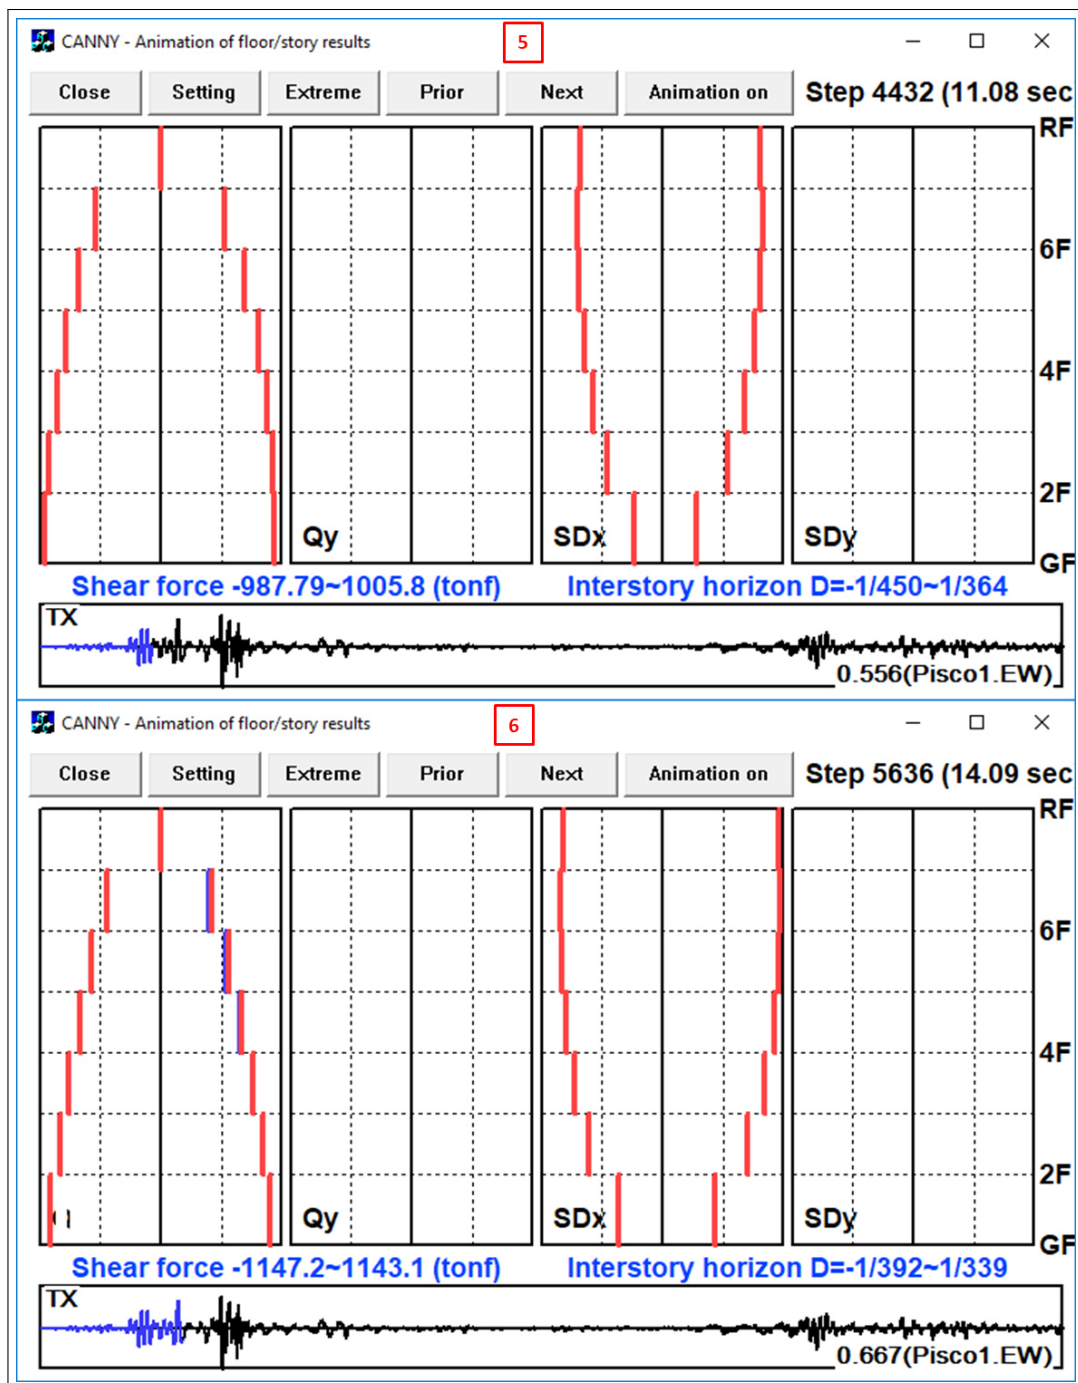 CANNY - Animation of floor/story results
5
Close Setting Extreme Prior Next Animation on Step 4432 (11.08 sec
RF
6F
4F
2F
Qy SDx SDy
GF
Shear force -987.79~1005.8 (tonf) Interstory horizon D=-1/450~1/364
TX
0.556(Pisco1.EW)
CANNY - Animation of floor/story results
6
Close Setting Extreme Prior Next Animation on Step 5636 (14.09 sec
RF
6F
4F
2F
Qy SDx SDy
GF
Shear force -1147.2~1143.1 (tonf) Interstory horizon D=-1/392~1/339
TX
0.667(Pisco1.EW)